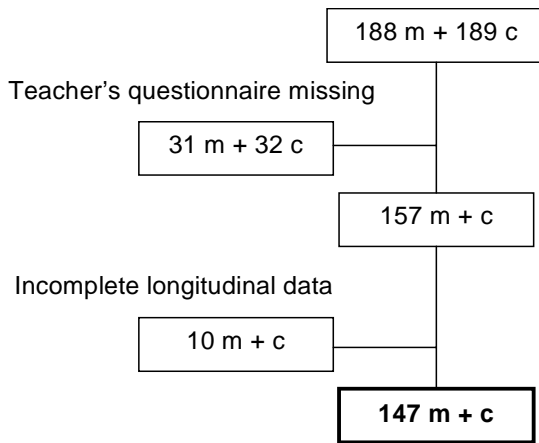 188 m + 189 c
Teacher's questionnaire missing
31 m + 32 c
157 m + c
Incomplete longitudinal data
10 m + c
147 m + c